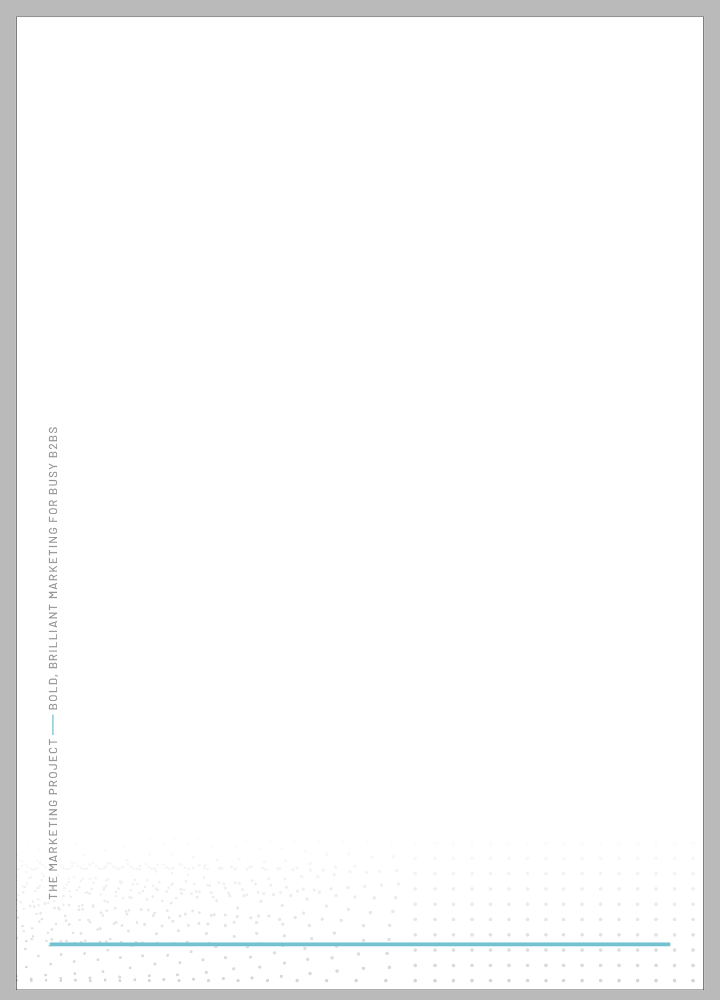 THE MARKETING PROJECT — BOLD, BRILLIANT MARKETING FOR BUSY B2BS